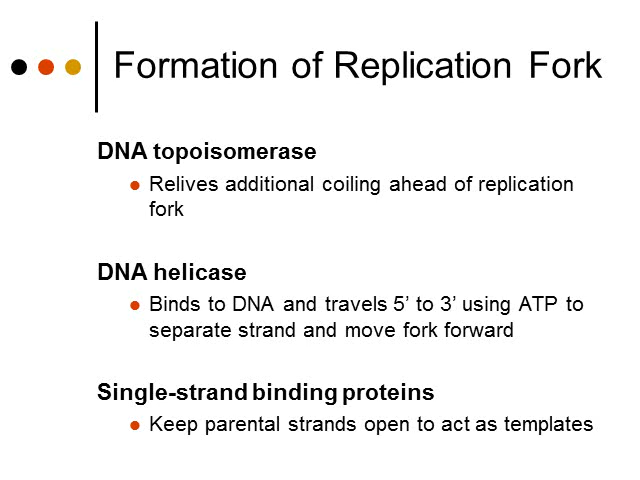 Formation of Replication Fork
DNA topoisomerase
Relives additional coiling ahead of replication
fork
DNA helicase
Binds to DNA and travels 5’ to 3’ using ATP to
separate strand and move fork forward
Single-strand binding proteins
Keep parental strands open to act as templates